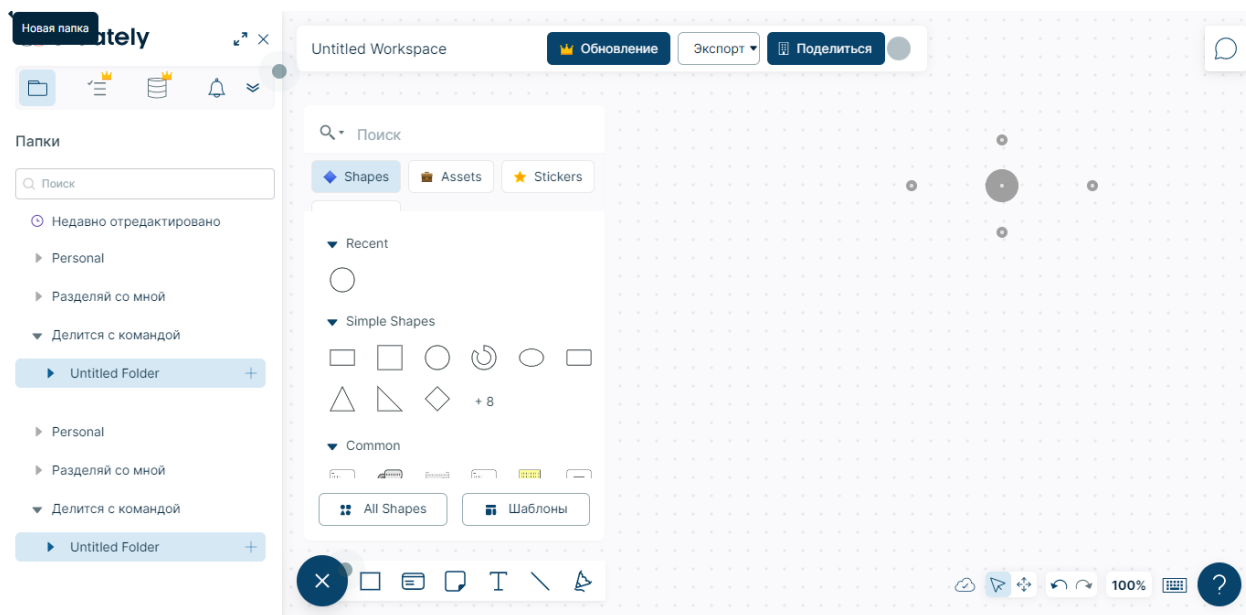 Новая папка
ately
Untitled Workspace
Обновление
Экспорт
Поделиться
Папки
Поиск
Недавно отредактировано
Personal
Разделяй со мной
Делится с командой
Untitled Folder
Personal
Разделяй со мной
Делится с командой
Untitled Folder
Поиск
Shapes
Assets
Stickers
Recent
Simple Shapes
+ 8
Common
All Shapes
Шаблоны
T
100%
?